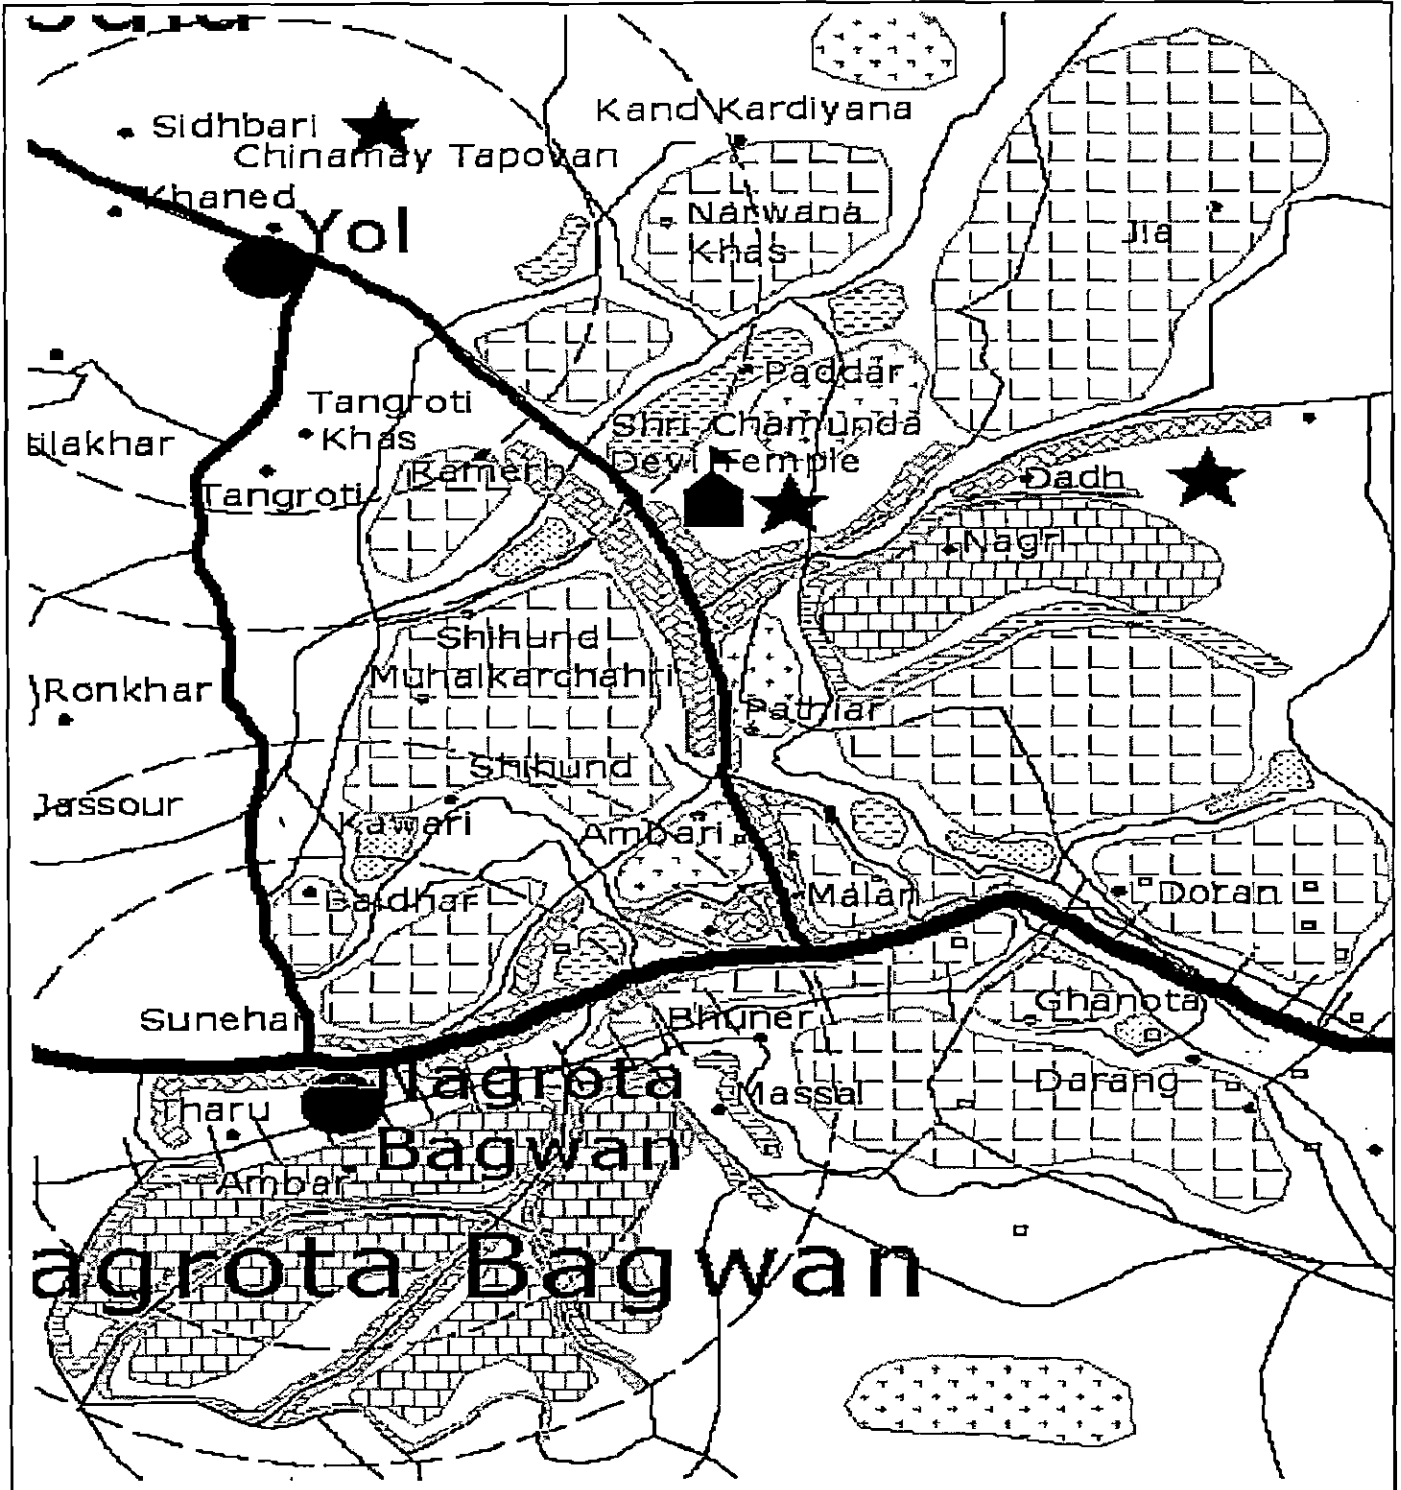 Kand Kardiyana
Sidhbari
Chinamay Tapovan
Khaned
Yol
Narwana
Khas
Jia
Paddar
Tangroti
Khas
Shri Chamunda
Devi Temple
Ramerh
Tangroti
Dadh
Nagri
Shihund
Muhalkarchahri
Ronkhar
Pathiar
Shihund
Jassour
Kawari
Ambari
Baldhar
Malan
Doran
Sunehar
Ghanota
Bhuner
Nagrota
Bagwan
Massal
Darang
Tharu
Ambar
agrota Bagwan